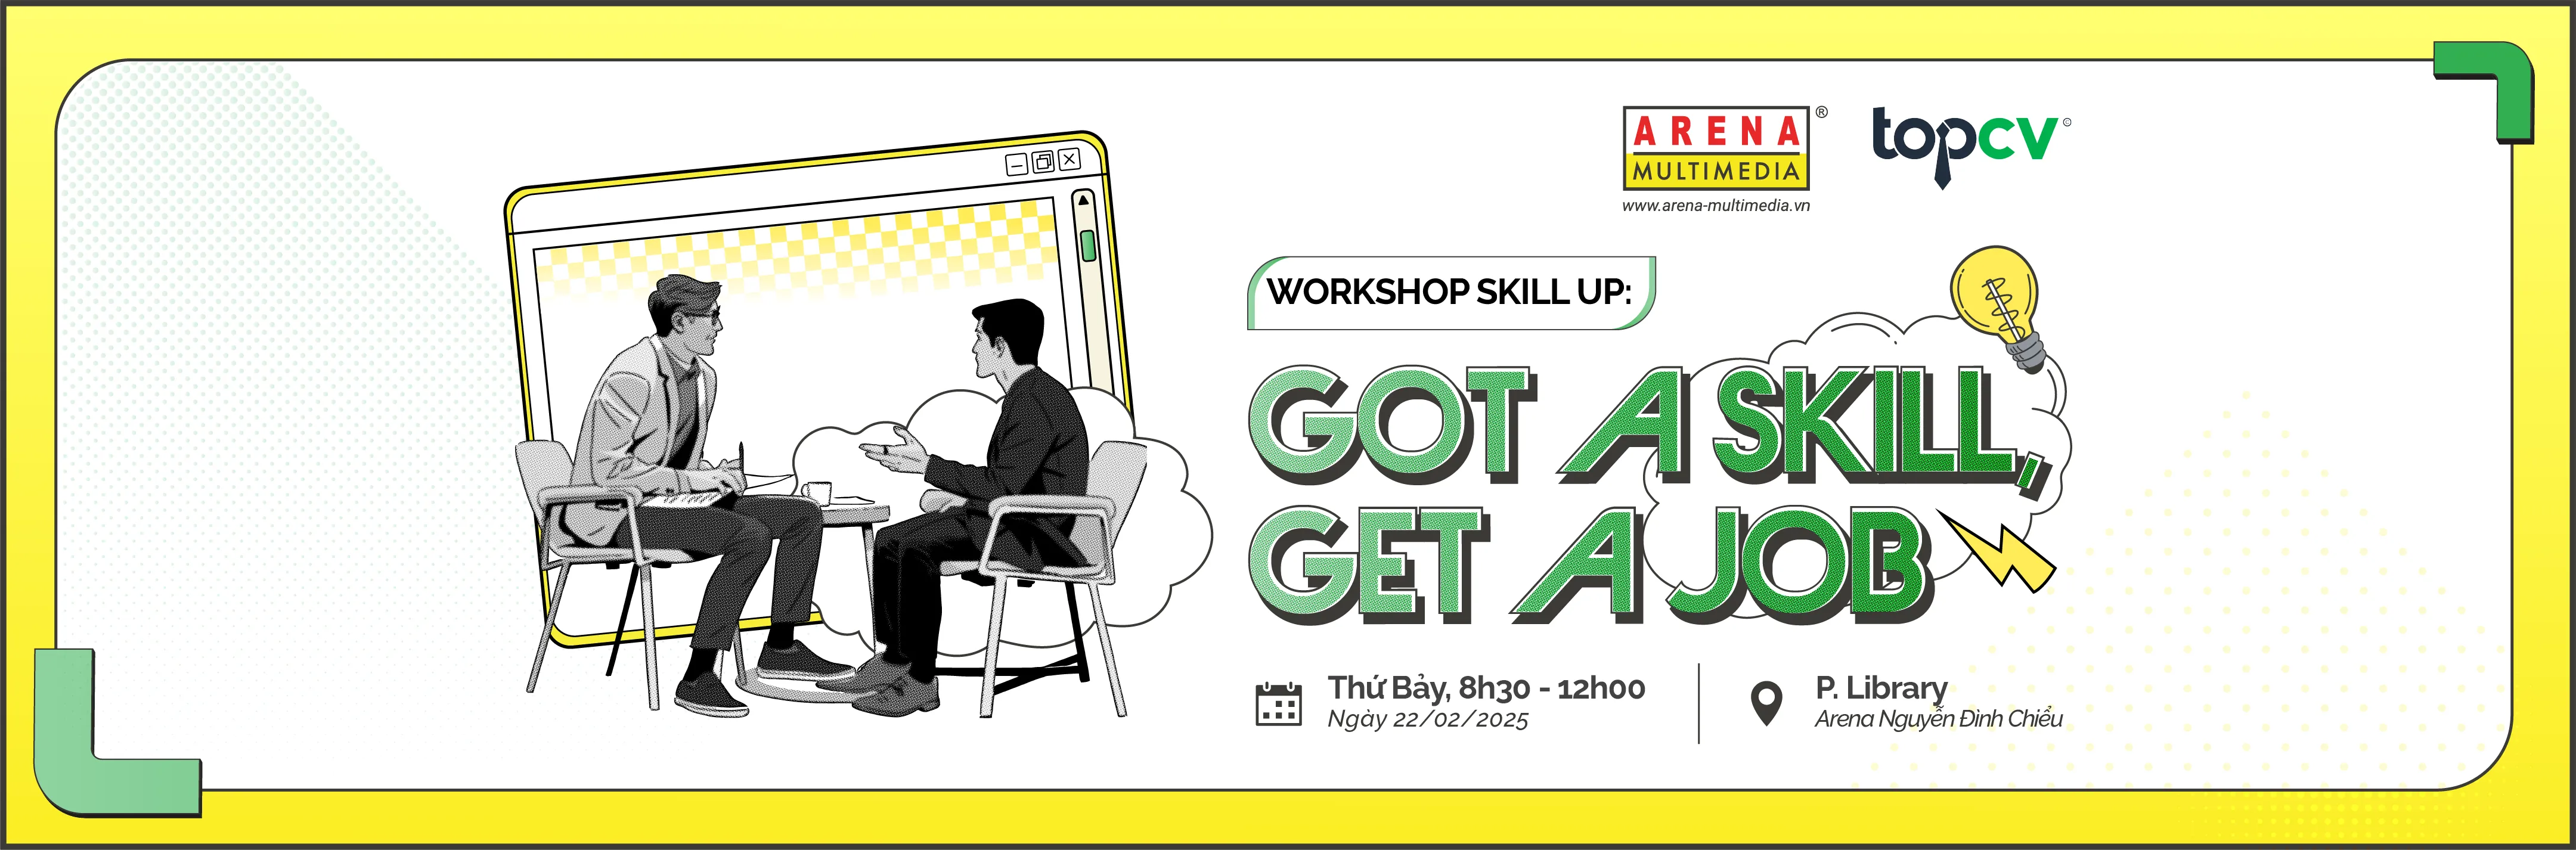 ARENA ®
MULTIMEDIA
www.arena-multimedia.vn
topcv ©
WORKSHOP SKILL UP:
GOT A SKILL,
GET A JOB
Thứ Bảy, 8h30 - 12h00
Ngày 22/02/2025
P. Library
Arena Nguyễn Đình Chiểu